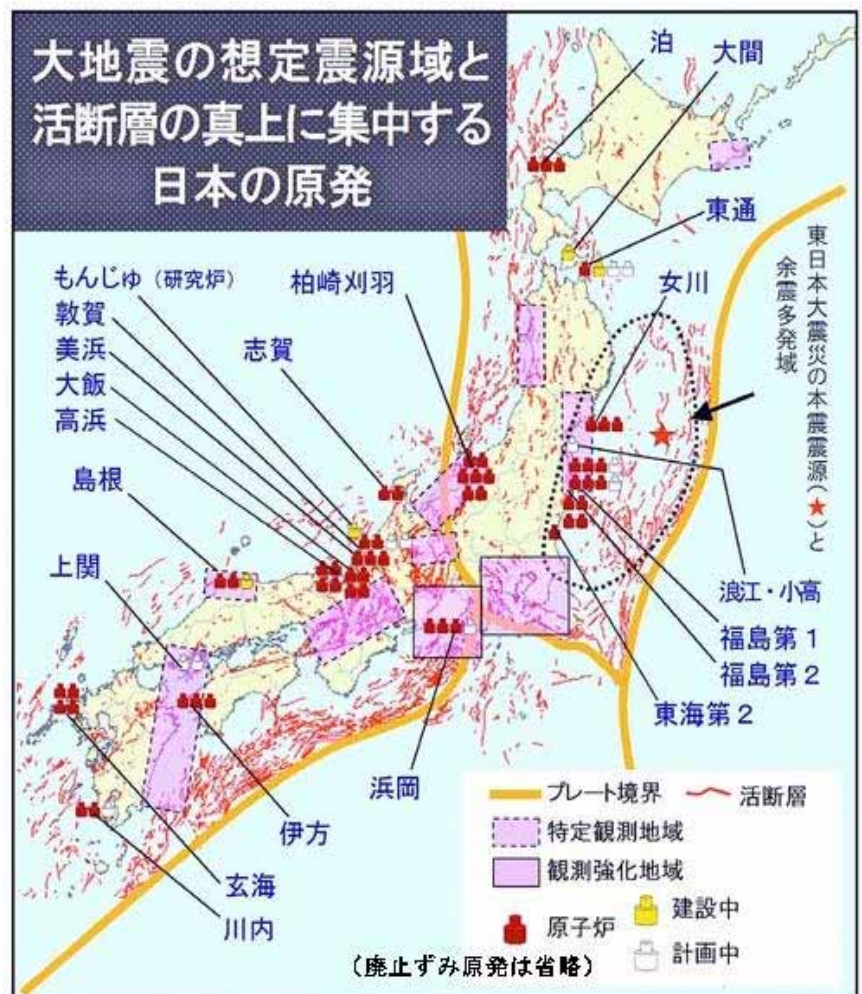 大地震の想定震源域と
活断層の真上に集中する
日本の原発
泊
大間
東通
女川
東日本大震災の本震震源(★)と
余震多発域
もんじゅ(研究炉)
敦賀
美浜
大飯
高浜
柏崎刈羽
志賀
島根
上関
浪江・小高
福島第1
福島第2
東海第2
浜岡
伊方
玄海
川内
プレート境界
活断層
特定観測地域
観測強化地域
原子炉
建設中
計画中
(廃止ずみ原発は省略)